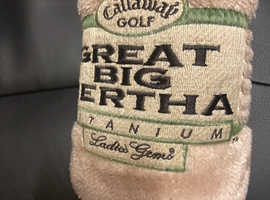 Callaway
GOLF
GREAT
BIG
ERTHA
TANIUM
Ladies Gems